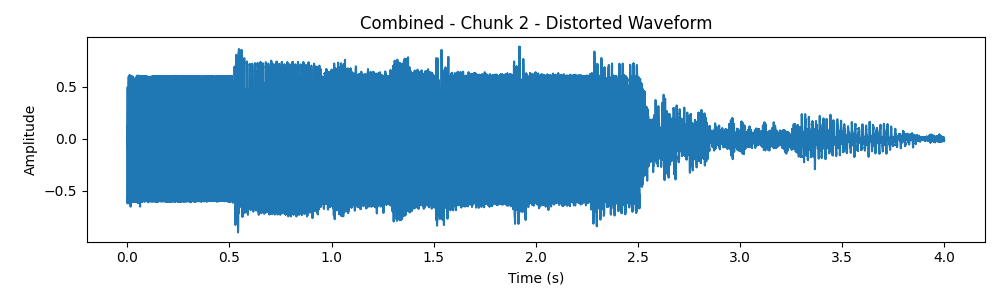 Combined - Chunk 2 - Distorted Waveform
Amplitude
0.5
0.0
−0.5
0.0 0.5 1.0 1.5 2.0 2.5 3.0 3.5 4.0
Time (s)